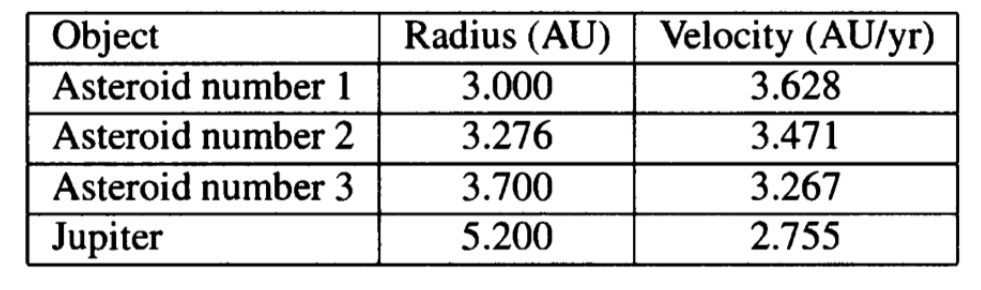 Object Radius (AU) Velocity (AU/yr)
Asteroid number 1 3.000 3.628
Asteroid number 2 3.276 3.471
Asteroid number 3 3.700 3.267
Jupiter 5.200 2.755